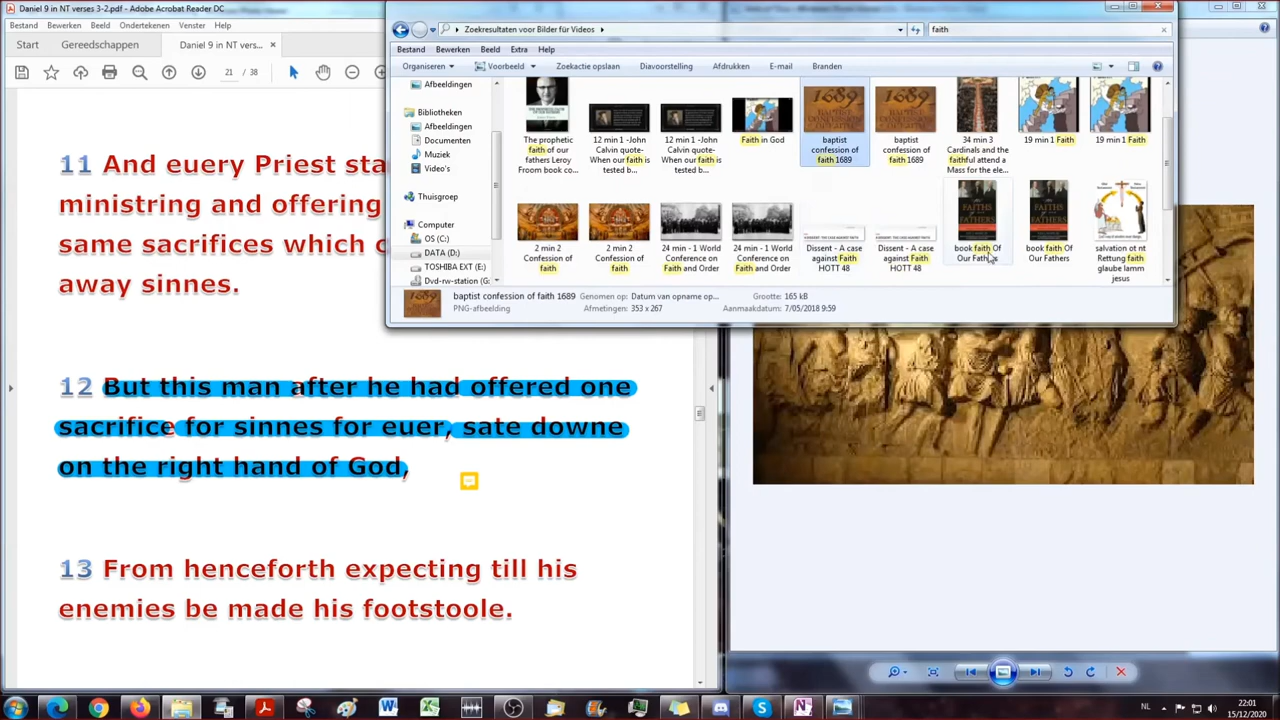 Daniel 9 in NT verses 3-2.pdf - Adobe Acrobat Reader DC
Bestand Bewerken Beeld Ondertekenen Venster Help
Start Gereedschappen Daniel 9 in NT vers... ×
21 / 38
11 And euery Priest sta
ministring and offering
same sacrifices which c
away sinnes.
12 But this man after he had offered one
sacrifice for sinnes for euer, sate downe
on the right hand of God,
13 From henceforth expecting till his
enemies be made his footstoole.
Zoekresultaten voor Bilder für Videos
faith
Bestand Bewerken Beeld Extra Help
Organiseren Voorbeeld Zoekactie opslaan Diavoorstelling Afdrukken E-mail Branden
Afbeeldingen
Bibliotheken
Afbeeldingen
Documenten
Muziek
Video's
Thuisgroep
Computer
OS (C:)
DATA (D:)
TOSHIBA EXT (E:)
Dvd-rw-station (G:
The prophetic
faith of our
fathers Leroy
Froom book co...
12 min 1 -John
Calvin quote-
When our faith is
tested b...
12 min 1 -John
Calvin quote-
When our faith is
tested b...
Faith in God
1689
baptist
confession of
faith 1689
1689
baptist
confession of
faith 1689
34 min 3
Cardinals and the
faithful attend a
Mass for the ele...
19 min 1 Faith
19 min 1 Faith
2 min 2
Confession of
faith
2 min 2
Confession of
faith
24 min - 1 World
Conference on
Faith and Order
24 min - 1 World
Conference on
Faith and Order
Dissent - A case
against Faith
HOTT 48
Dissent - A case
against Faith
HOTT 48
FAITHS
FATHERS
book faith Of
Our Fathers
FAITHS
FATHERS
book faith Of
Our Fathers
salvation ot nt
Rettung faith
glaube lamm
jesus
1689
baptist confession of faith 1689 Genomen op: Datum van opname op... Grootte: 165 kB
PNG-afbeelding Afmetingen: 353 x 267 Aanmaakdatum: 7/05/2018 9:59
NL
22:01
15/12/2020